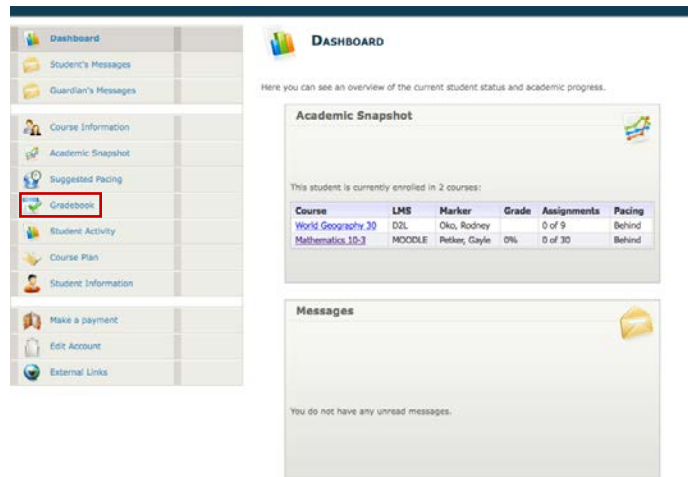 Dashboard
Student's Messages
Guardian's Messages
Course Information
Academic Snapshot
Suggested Pacing
Gradebook
Student Activity
Course Plan
Student Information
Make a payment
Edit Account
External Links
DASHBOARD
Here you can see an overview of the current student status and academic progress.
Academic Snapshot
This student is currently enrolled in 2 courses:
Course LMS Marker Grade Assignments Pacing
World Geography 30 D2L Oko, Rodney 0 of 9 Behind
Mathematics 10-3 MOODLE Petker, Gayle 0% 0 of 30 Behind
Messages
You do not have any unread messages.